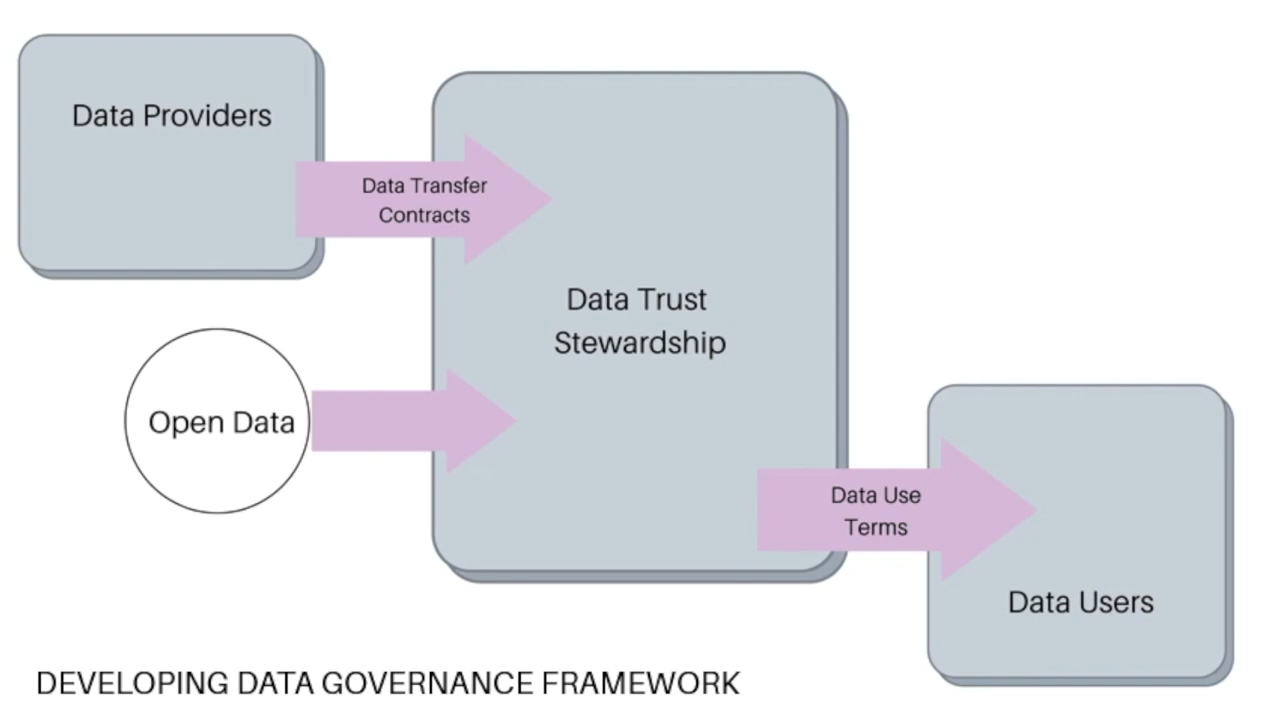 Data Providers
Data Transfer
Contracts
Data Trust
Stewardship
Open Data
Data Use
Terms
Data Users
DEVELOPING DATA GOVERNANCE FRAMEWORK